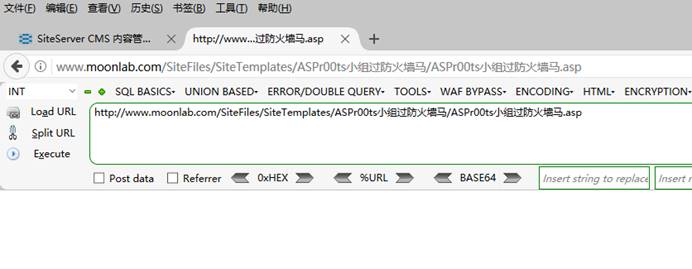 文件(F) 编辑(E) 查看(V) 历史(S) 书签(B) 工具(T) 帮助(H)
SiteServer CMS 内容管... × http://www...过防火墙马.asp × +
www.moonlab.com/SiteFiles/SiteTemplates/ASPr00ts小组过防火墙马/ASPr00ts小组过防火墙马.asp
INT SQL BASICS UNION BASED ERROR/DOUBLE QUERY TOOLS WAF BYPASS ENCODING HTML ENCRYPTION
Load URL http://www.moonlab.com/SiteFiles/SiteTemplates/ASPr00ts小组过防火墙马/ASPr00ts小组过防火墙马.asp
Split URL
Execute
Post data Referrer 0xHEX %URL BASE64 Insert string to replace Insert r